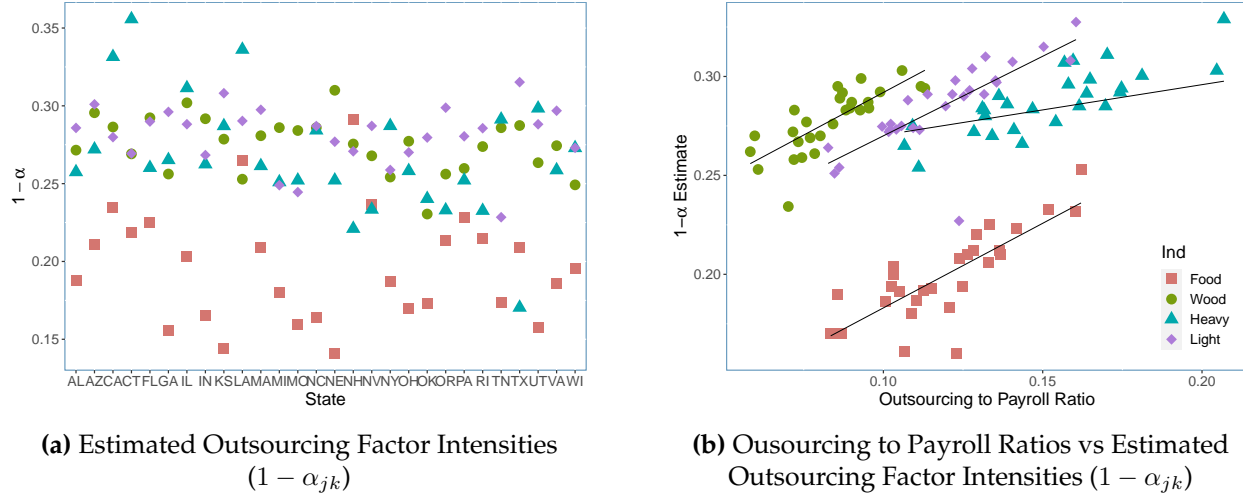 0.35
0.30
0.25
0.20
0.15
1−α
AL AZ CA CT FL GA IL IN KS LA MA MI MO NC NE NH NV NY OH OK OR PA RI TN TX UT VA WI
State
(a) Estimated Outsourcing Factor Intensities
(1 − αjk)
0.30
0.25
0.20
1−α Estimate
Ind
Food
Wood
Heavy
Light
0.10 0.15 0.20
Outsourcing to Payroll Ratio
(b) Ousourcing to Payroll Ratios vs Estimated
Outsourcing Factor Intensities (1 − αjk)